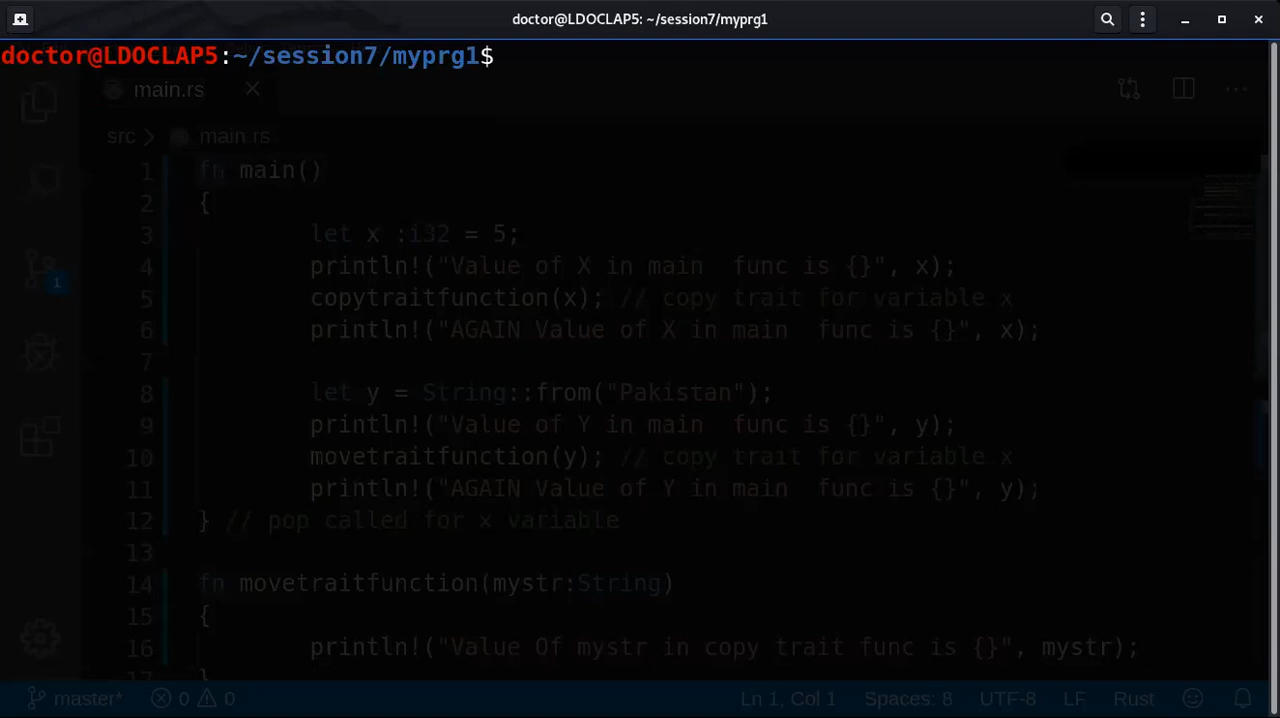 doctor@LDOCLAP5: ~/session7/myprg1
doctor@LDOCLAP5:~/session7/myprg1$
main.rs
src > main.rs
1 fn main()
2 {
3 let x :i32 = 5;
4 println!("Value of X in main  func is {}", x);
5 copytraitfunction(x); // copy trait for variable x
6 println!("AGAIN Value of X in main  func is {}", x);
7
8 let y = String::from("Pakistan");
9 println!("Value of Y in main  func is {}", y);
10 movetraitfunction(y); // copy trait for variable x
11 println!("AGAIN Value of Y in main  func is {}", y);
12 } // pop called for x variable
13
14 fn movetraitfunction(mystr:String)
15 {
16 println!("Value Of mystr in copy trait func is {}", mystr);
17 }
1
master* 0 0 Ln 1, Col 1 Spaces: 8 UTF-8 LF Rust